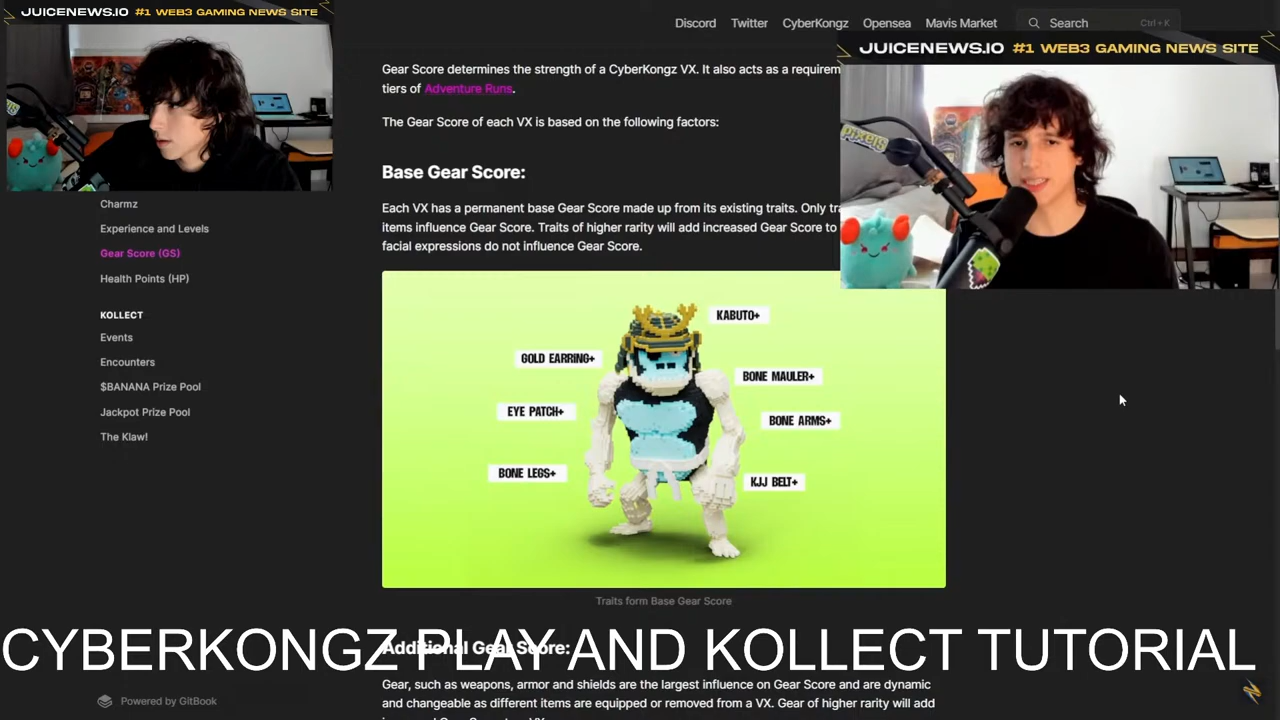 JUICENEWS.IO #1 WEB3 GAMING NEWS SITE
Discord Twitter CyberKongz Opensea Mavis Market Search Ctrl+K
JUICENEWS.IO #1 WEB3 GAMING NEWS SITE
pixels
Gear Score determines the strength of a CyberKongz VX. It also acts as a
tiers of Adventure Runs.
The Gear Score of each VX is based on the following factors:
Base Gear Score:
Each VX has a permanent base Gear Score made up from its existing traits. Only
items influence Gear Score. Traits of higher rarity will add increased Gear Score to
facial expressions do not influence Gear Score.
Charmz
Experience and Levels
Gear Score (GS)
Health Points (HP)
KOLLECT
Events
Encounters
$BANANA Prize Pool
Jackpot Prize Pool
The Klaw!
KABUTO+
GOLD EARRING+
BONE MAULER+
EYE PATCH+
BONE ARMS+
BONE LEGS+
KJJ BELT+
Traits form Base Gear Score
CYBERKONGZ PLAY AND KOLLECT TUTORIAL
Additional Gear Score:
Gear, such as weapons, armor and shields are the largest influence on Gear Score and are dynamic
and changeable as different items are equipped or removed from a VX. Gear of higher rarity will add
Powered by GitBook